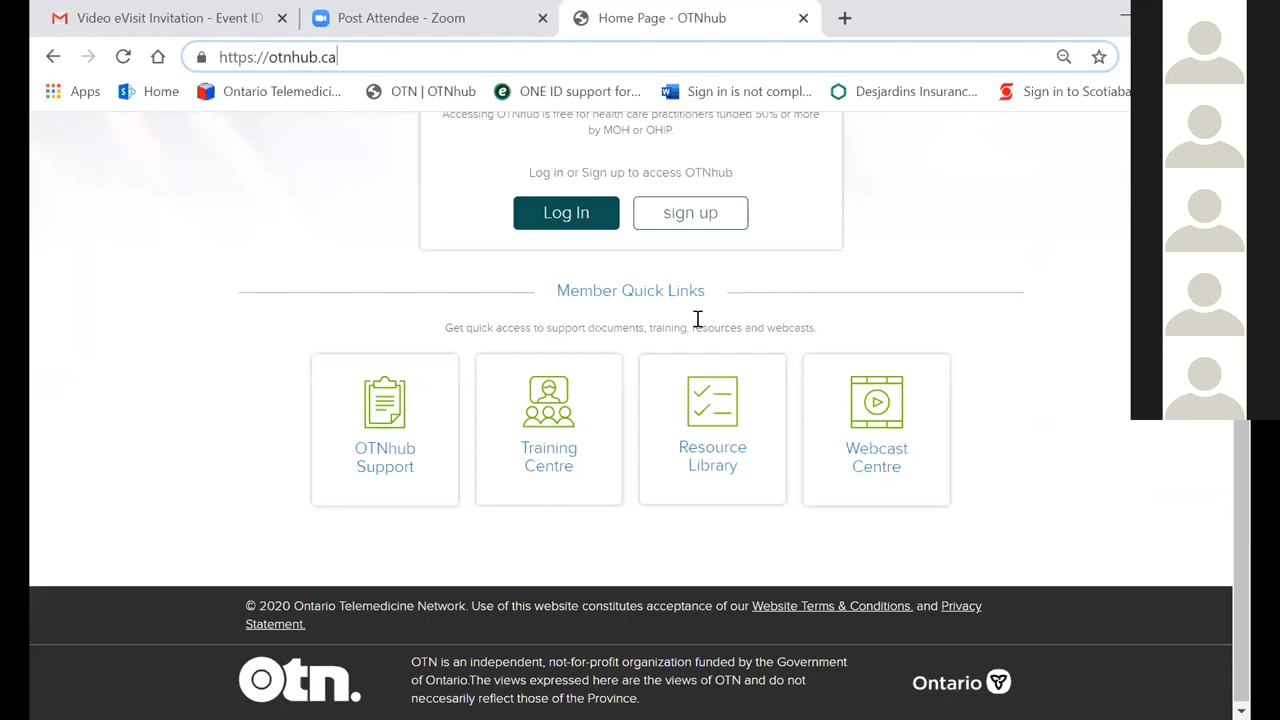 Video eVisit Invitation - Event ID
Post Attendee - Zoom
Home Page - OTNhub
https://otnhub.ca
Apps
Home
Ontario Telemedici...
OTN | OTNhub
ONE ID support for...
Sign in is not compl...
Desjardins Insuranc...
Sign in to Scotiaba
Accessing OTNhub is free for health care practitioners funded 50% or more
by MOH or OHIP.
Log in or Sign up to access OTNhub
Log In
sign up
Member Quick Links
Get quick access to support documents, training, resources and webcasts.
OTNhub
Support
Training
Centre
Resource
Library
Webcast
Centre
© 2020 Ontario Telemedicine Network. Use of this website constitutes acceptance of our Website Terms & Conditions. and Privacy
Statement.
otn.
OTN is an independent, not-for-profit organization funded by the Government
of Ontario.The views expressed here are the views of OTN and do not
neccesarily reflect those of the Province.
Ontario